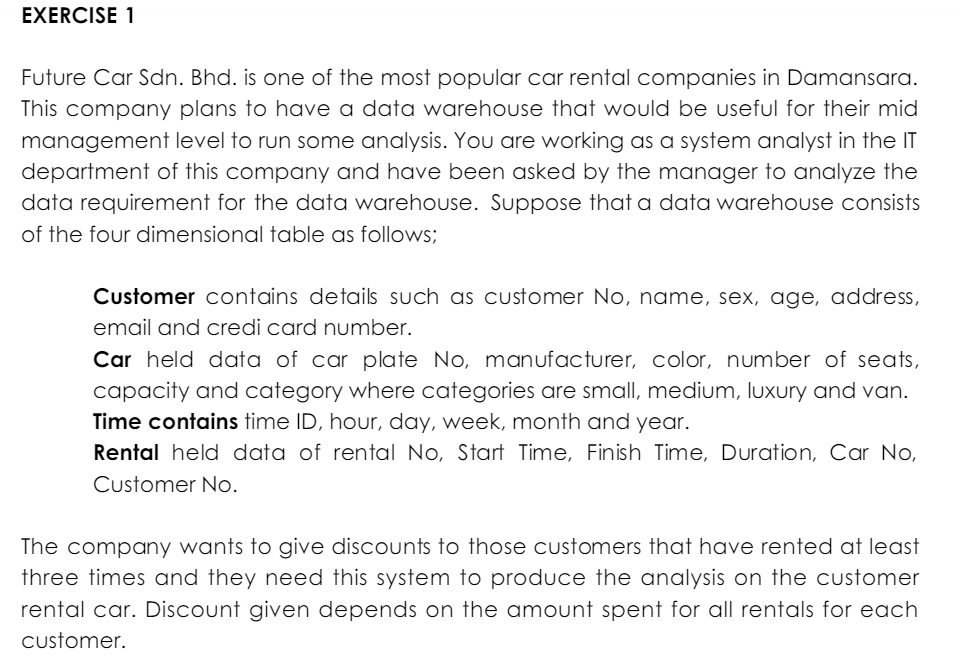 EXERCISE 1
Future Car Sdn. Bhd. is one of the most popular car rental companies in Damansara.
This company plans to have a data warehouse that would be useful for their mid
management level to run some analysis. You are working as a system analyst in the IT
department of this company and have been asked by the manager to analyze the
data requirement for the data warehouse. Suppose that a data warehouse consists
of the four dimensional table as follows;
Customer contains details such as customer No, name, sex, age, address,
email and credi card number.
Car held data of car plate No, manufacturer, color, number of seats,
capacity and category where categories are small, medium, luxury and van.
Time contains time ID, hour, day, week, month and year.
Rental held data of rental No, Start Time, Finish Time, Duration, Car No,
Customer No.
The company wants to give discounts to those customers that have rented at least
three times and they need this system to produce the analysis on the customer
rental car. Discount given depends on the amount spent for all rentals for each
customer.